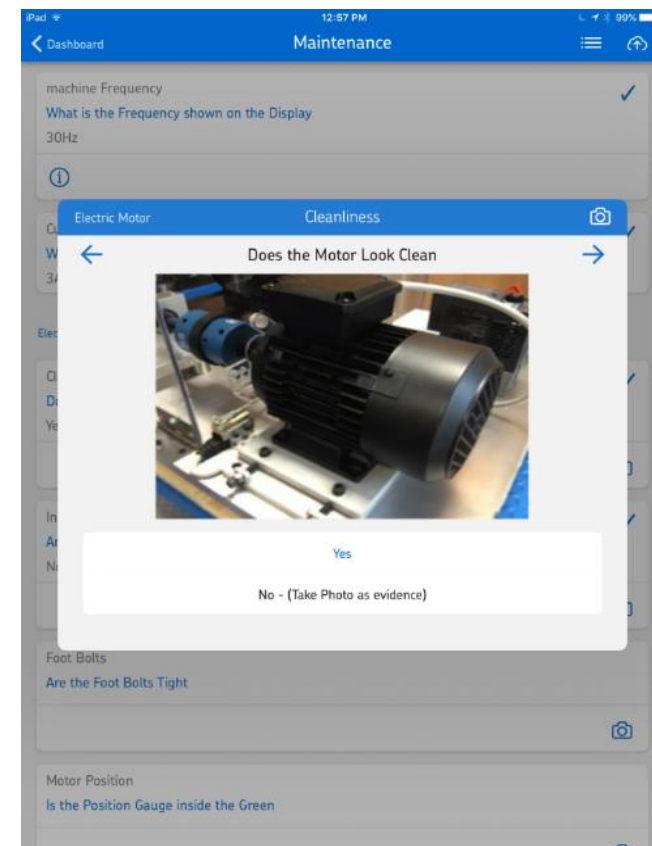 iPad 12:57 PM 99%
Dashboard Maintenance
machine Frequency
What is the Frequency shown on the Display
30Hz
Electric Motor Cleanliness
Does the Motor Look Clean
Yes
No - (Take Photo as evidence)
Foot Bolts
Are the Foot Bolts Tight
Motor Position
Is the Position Gauge inside the Green